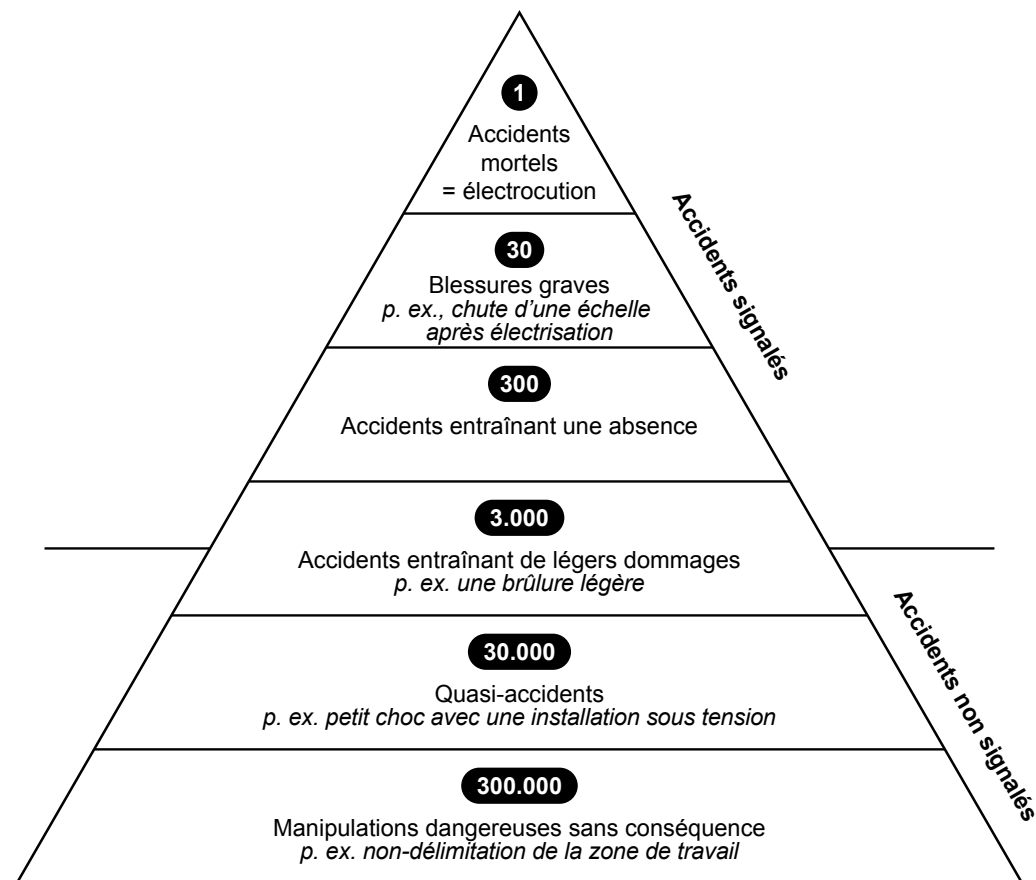 1
Accidents
mortels
= électrocution
30
Blessures graves
p. ex., chute d’une échelle
après électrisation
Accidents signalés
300
Accidents entraînant une absence
3.000
Accidents entraînant de légers dommages
p. ex. une brûlure légère
30.000
Quasi-accidents
p. ex. petit choc avec une installation sous tension
Accidents non signalés
300.000
Manipulations dangereuses sans conséquence
p. ex. non-délimitation de la zone de travail